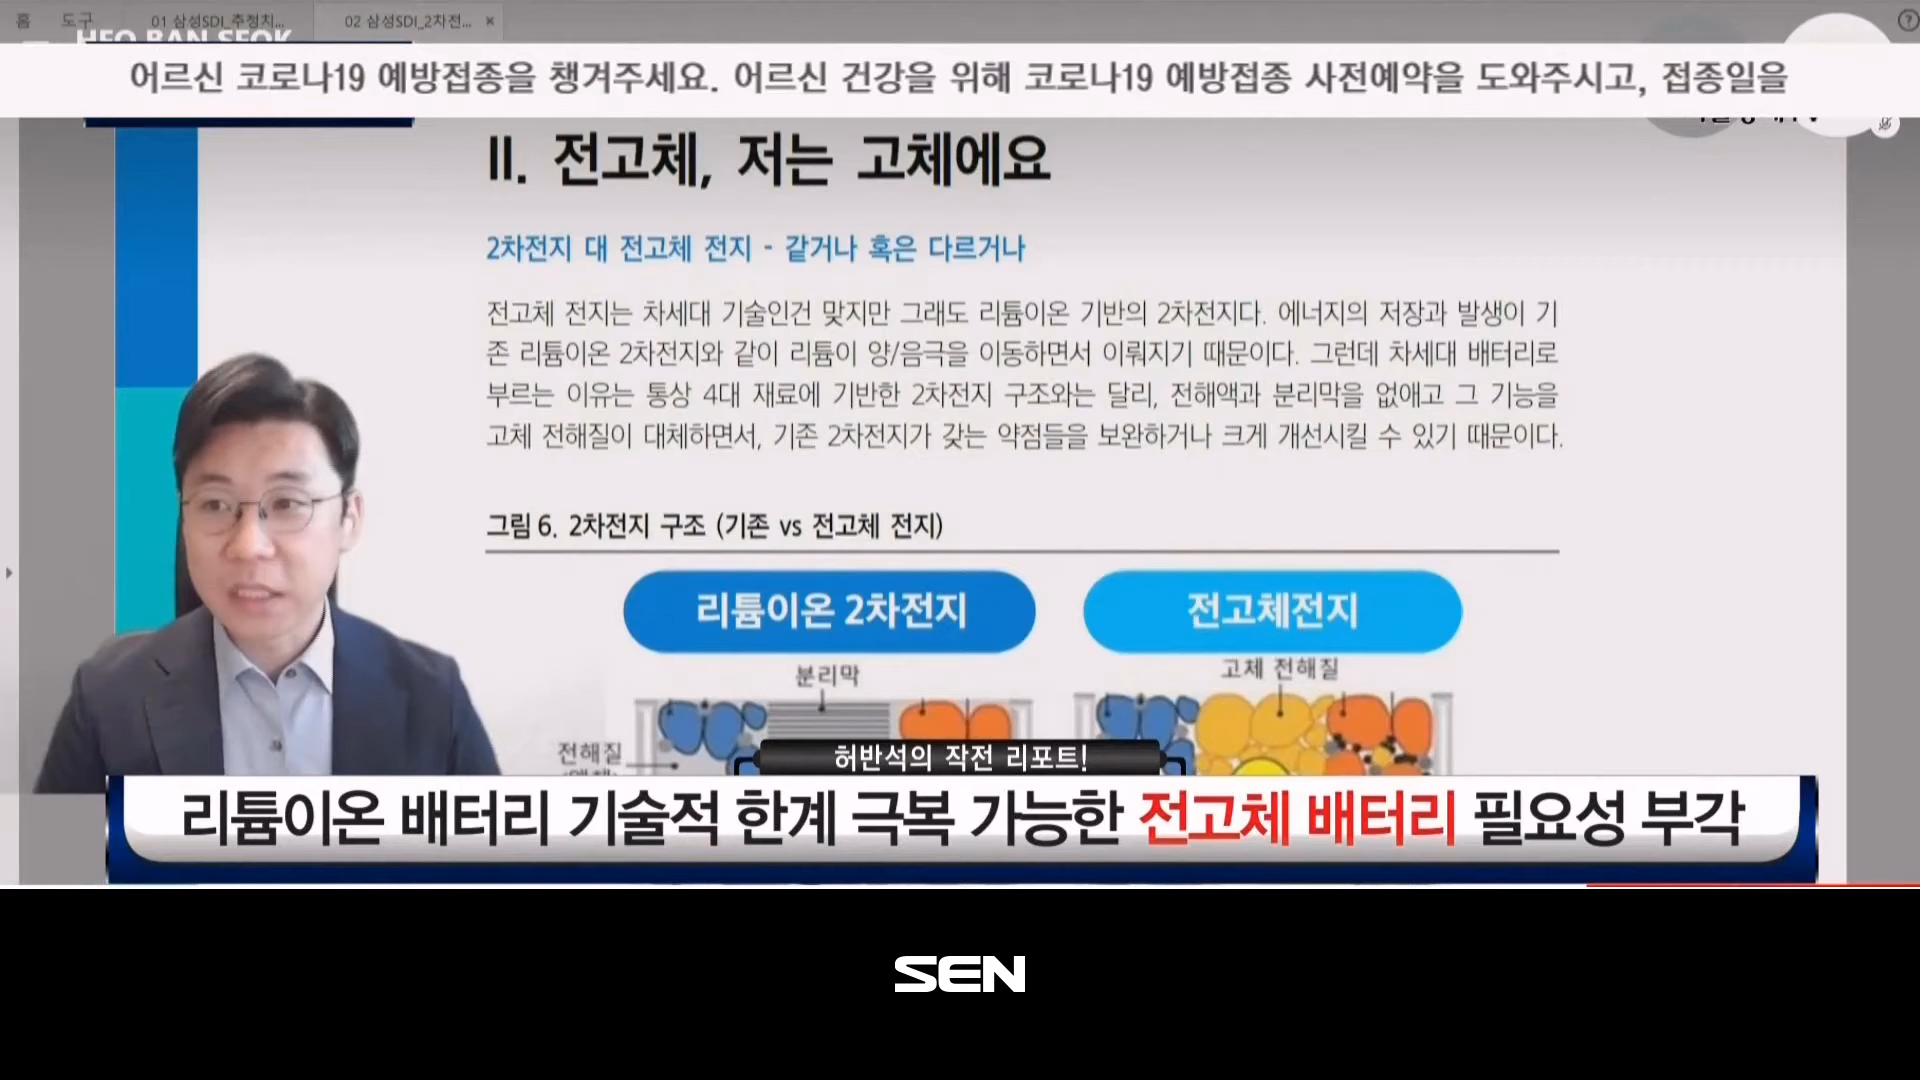 홈 도구 01 삼성SDI_추정치... 02 삼성SDI_2차전... ×
HEO BAN SEOK
어르신 코로나19 예방접종을 챙겨주세요. 어르신 건강을 위해 코로나19 예방접종 사전예약을 도와주시고, 접종일을
II. 전고체, 저는 고체에요
2차전지 대 전고체 전지 - 같거나 혹은 다르거나
전고체 전지는 차세대 기술인건 맞지만 그래도 리튬이온 기반의 2차전지다. 에너지의 저장과 발생이 기
존 리튬이온 2차전지와 같이 리튬이 양/음극을 이동하면서 이뤄지기 때문이다. 그런데 차세대 배터리로
부르는 이유는 통상 4대 재료에 기반한 2차전지 구조와는 달리, 전해액과 분리막을 없애고 그 기능을
고체 전해질이 대체하면서, 기존 2차전지가 갖는 약점들을 보완하거나 크게 개선시킬 수 있기 때문이다.
그림 6. 2차전지 구조 (기존 vs 전고체 전지)
리튬이온 2차전지 전고체전지
분리막 고체 전해질
전해질
허반석의 작전 리포트!
리튬이온 배터리 기술적 한계 극복 가능한 전고체 배터리 필요성 부각
SEN